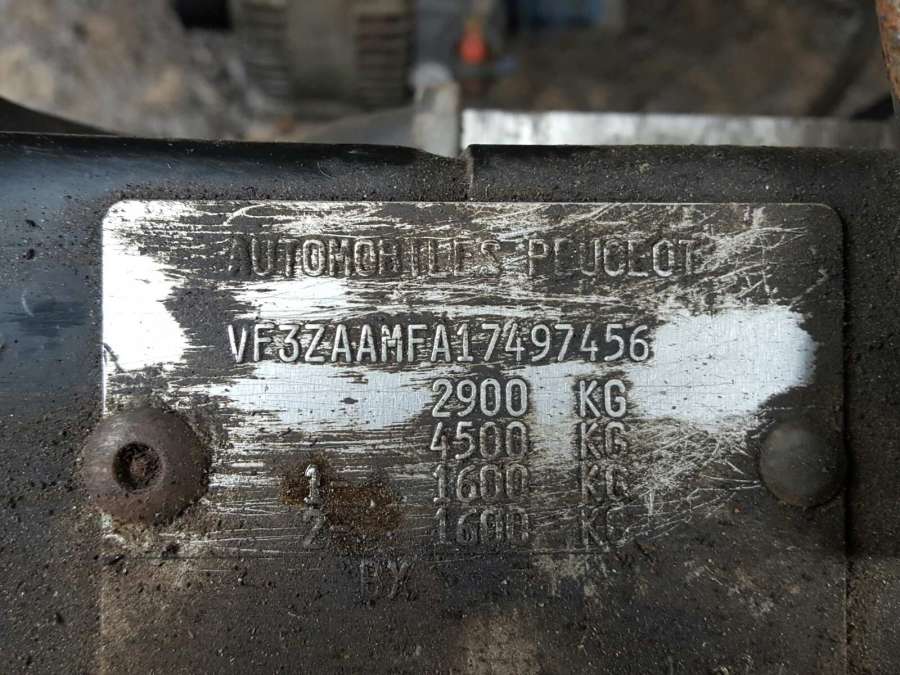 AUTOMOBILES PEUGEOT
VF3ZAAMFA17497456
2900 KG
4500 KG
1 1600 KG
2 1600 KG